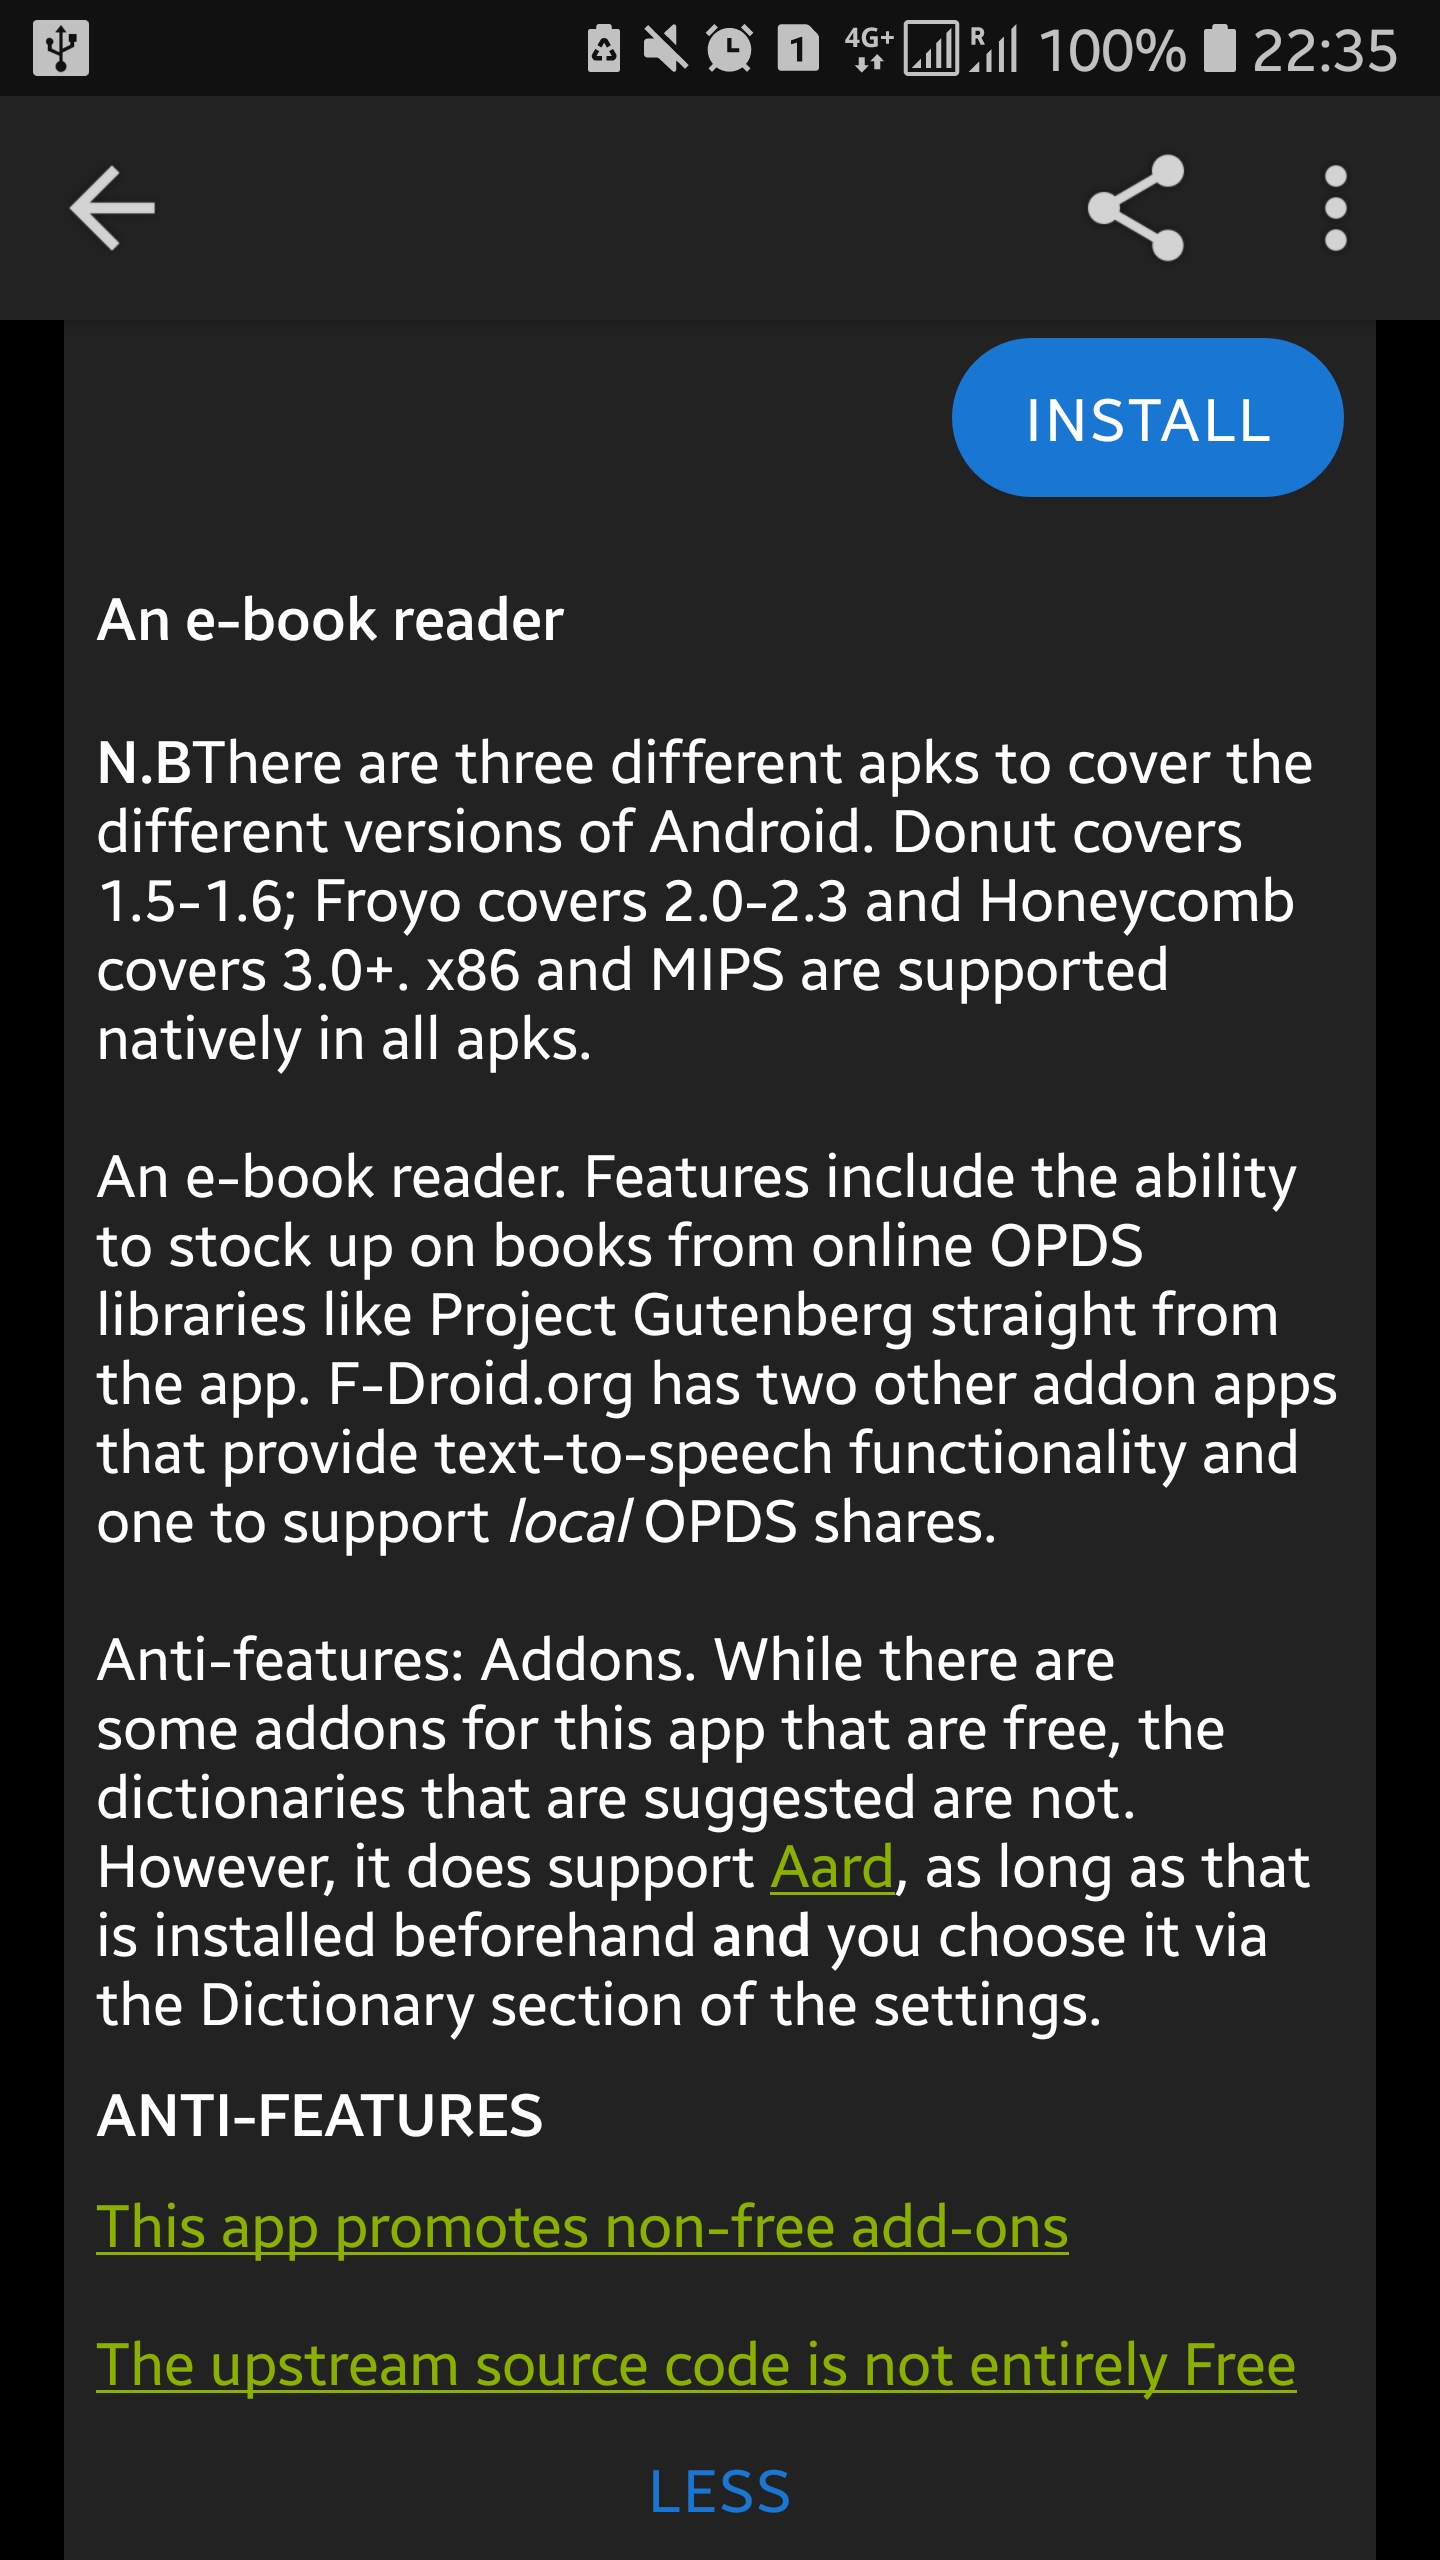 1 4G+ R 100% 22:35
INSTALL
An e-book reader
N.BThere are three different apks to cover the
different versions of Android. Donut covers
1.5-1.6; Froyo covers 2.0-2.3 and Honeycomb
covers 3.0+. x86 and MIPS are supported
natively in all apks.
An e-book reader. Features include the ability
to stock up on books from online OPDS
libraries like Project Gutenberg straight from
the app. F-Droid.org has two other addon apps
that provide text-to-speech functionality and
one to support local OPDS shares.
Anti-features: Addons. While there are
some addons for this app that are free, the
dictionaries that are suggested are not.
However, it does support Aard, as long as that
is installed beforehand and you choose it via
the Dictionary section of the settings.
ANTI-FEATURES
This app promotes non-free add-ons
The upstream source code is not entirely Free
LESS